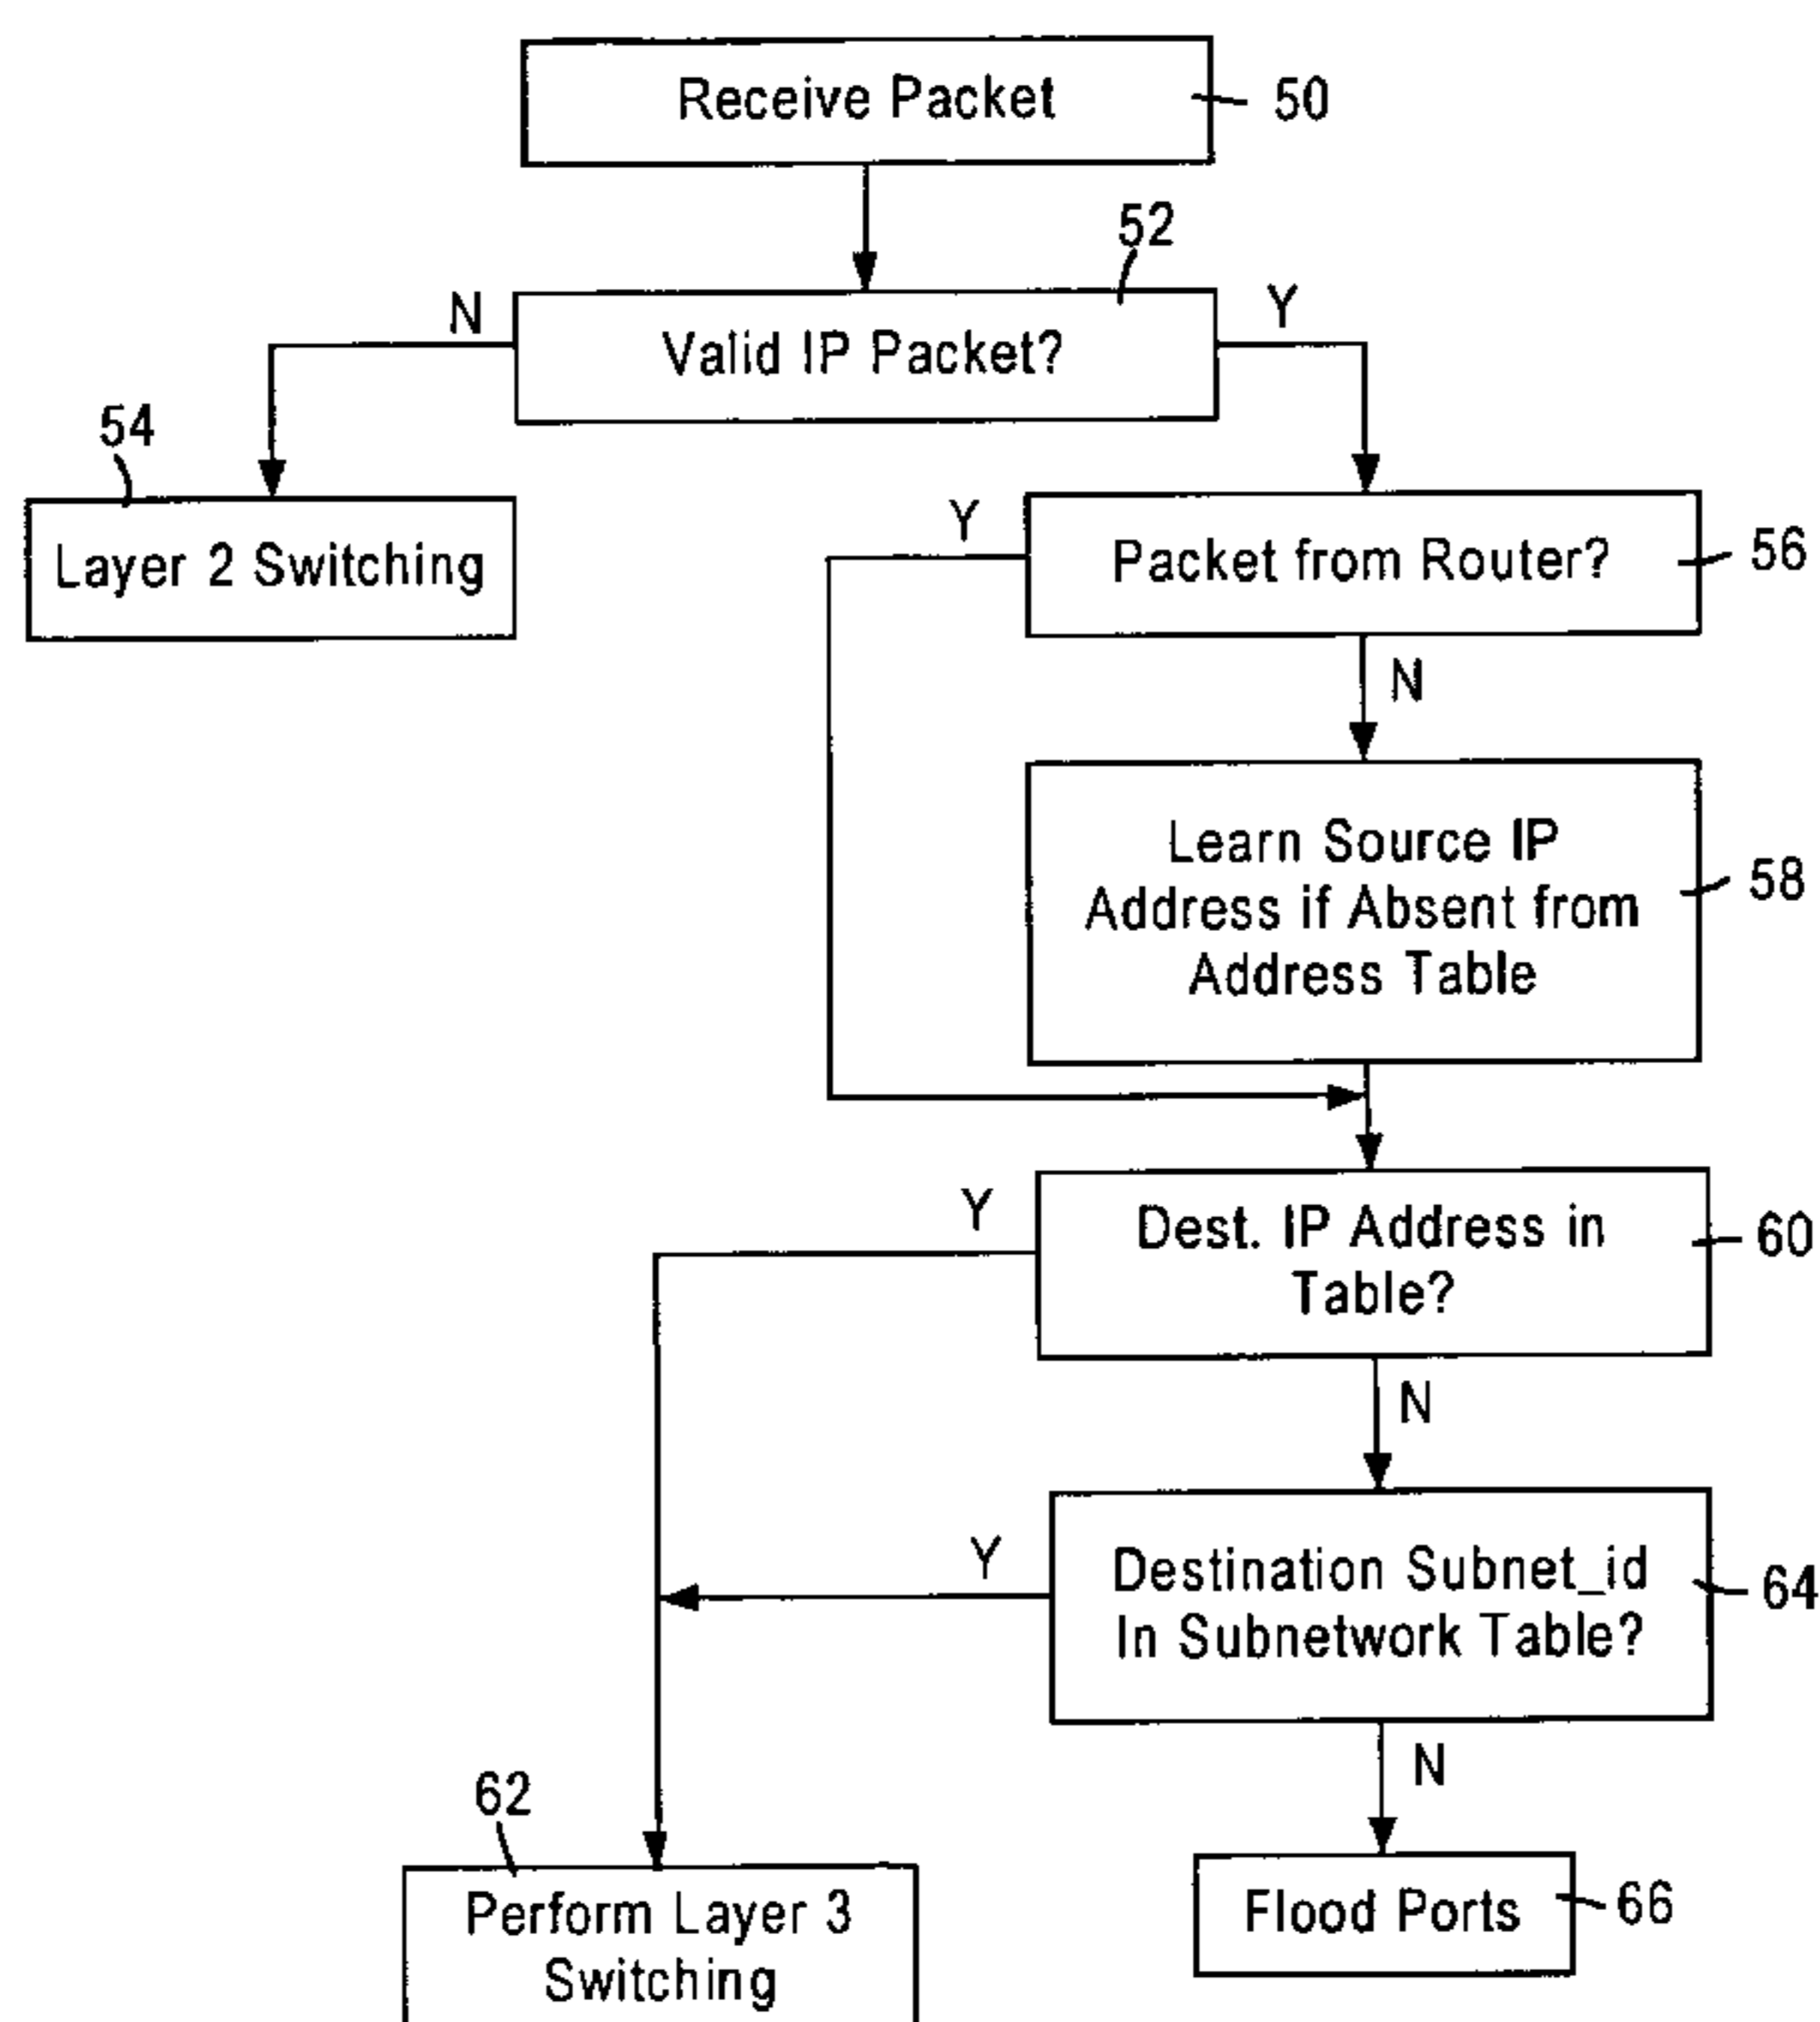 Receive Packet
50
52
N
Y
Valid IP Packet?
54
Layer 2 Switching
Y
Packet from Router?
56
N
Learn Source IP
Address if Absent from
Address Table
58
Y
Dest. IP Address in
Table?
60
N
Y
Destination Subnet_id
In Subnetwork Table?
64
N
62
Perform Layer 3
Switching
Flood Ports
66